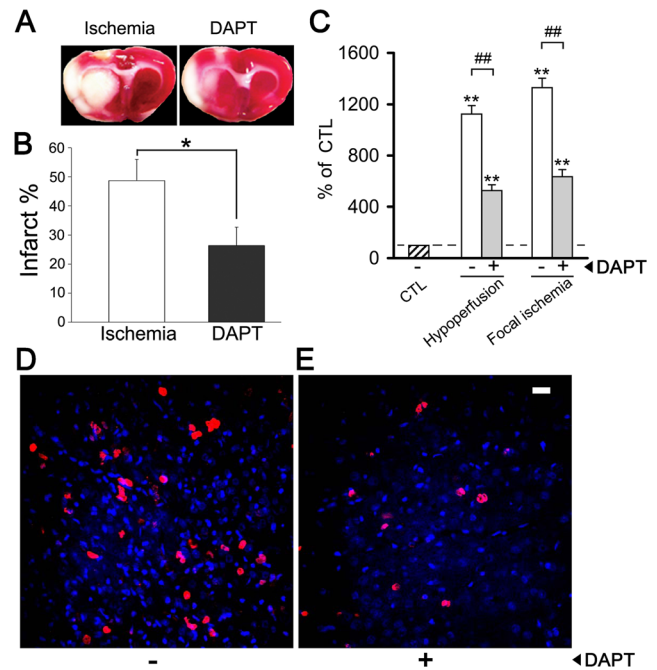 A
Ischemia DAPT
B
Infarct %
60
50
40
30
20
10
0
*
Ischemia DAPT
C
% of CTL
1600
1200
800
400
0
## ##
** ** ** **
- - + - + ◄DAPT
CTL Hypoperfusion Focal ischemia
D E
- + ◄DAPT